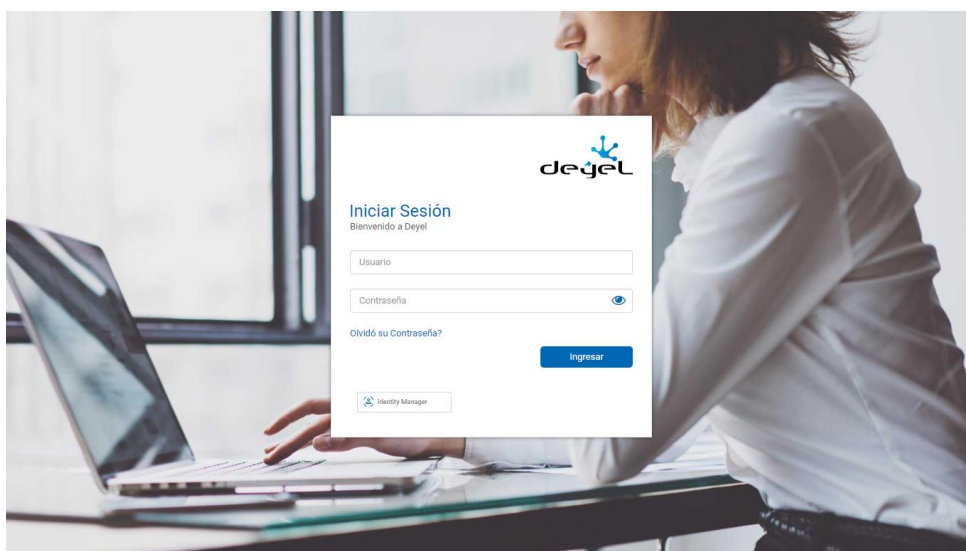 deyel
Iniciar Sesión
Bienvenido a Deyel
Usuario
Contraseña
Olvidó su Contraseña?
Ingresar
Identity Manager